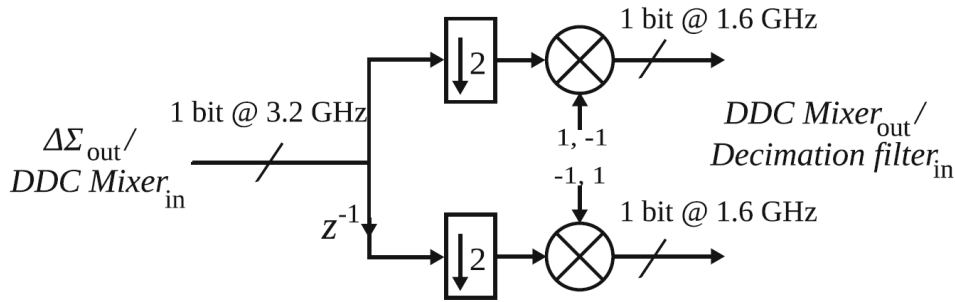 1 bit @ 1.6 GHz
2
1 bit @ 3.2 GHz
ΔΣout/
DDC Mixerin
1, -1
-1, 1
DDC Mixerout/
Decimation filterin
z-1
2
1 bit @ 1.6 GHz